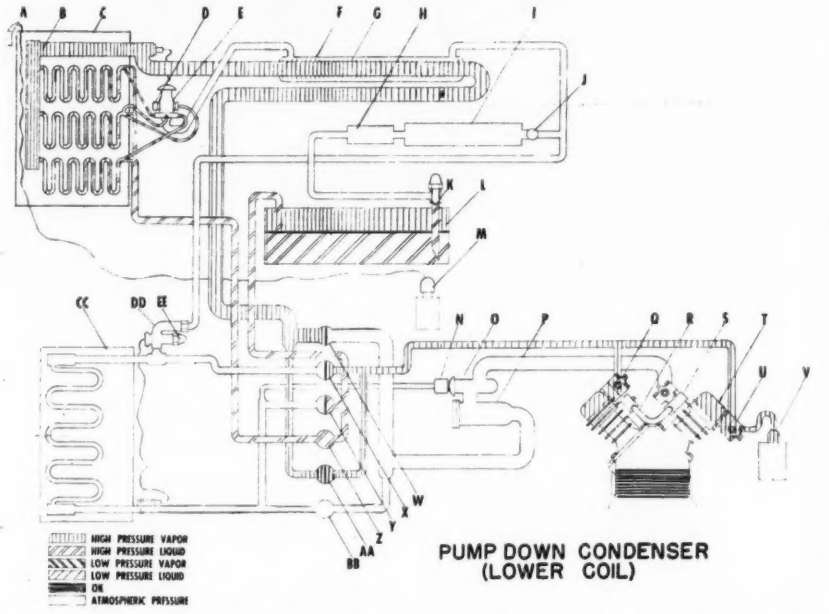 A B C D E F G H I
J
K L
M
CC DD EE N O P Q R S T
U V
W
X
Y
Z
AA
BB
HIGH PRESSURE VAPOR
HIGH PRESSURE LIQUID
LOW PRESSURE VAPOR
LOW PRESSURE LIQUID
OIL
ATMOSPHERIC PRESSURE
PUMP DOWN CONDENSER
(LOWER COIL)